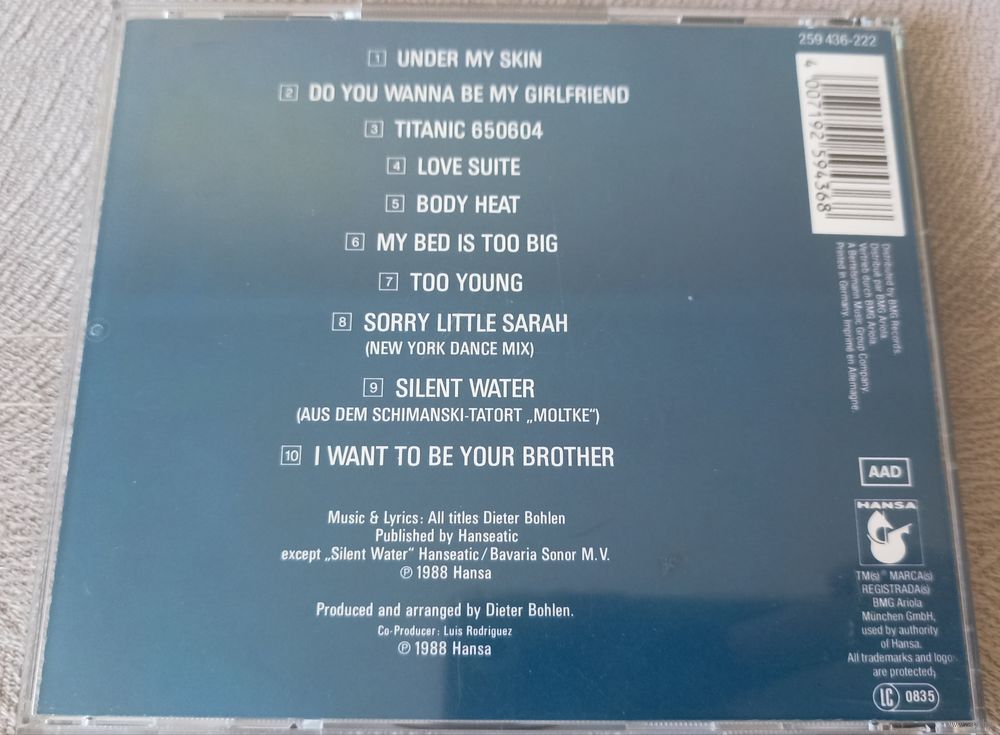 259 436-222
1 UNDER MY SKIN
2 DO YOU WANNA BE MY GIRLFRIEND
3 TITANIC 650604
4 LOVE SUITE
5 BODY HEAT
6 MY BED IS TOO BIG
7 TOO YOUNG
8 SORRY LITTLE SARAH
(NEW YORK DANCE MIX)
9 SILENT WATER
(AUS DEM SCHIMANSKI-TATORT „MOLTKE“)
10 I WANT TO BE YOUR BROTHER
Music & Lyrics: All titles Dieter Bohlen
Published by Hanseatic
except „Silent Water“ Hanseatic / Bavaria Sonor M.V.
℗ 1988 Hansa
Produced and arranged by Dieter Bohlen.
Co-Producer: Luis Rodriguez
℗ 1988 Hansa
4 007192 594368
Distributed by BMG Records.
Distribué par BMG Ariola.
Vertrieb durch BMG Ariola.
A Bertelsmann Music Group Company.
Printed in Germany. Imprimé en Allemagne.
AAD
HANSA
TM(s) ® MARCA(s)
REGISTRADA(s)
BMG Ariola
München GmbH,
used by authority
of Hansa.
All trademarks and logos
are protected.
LC 0835